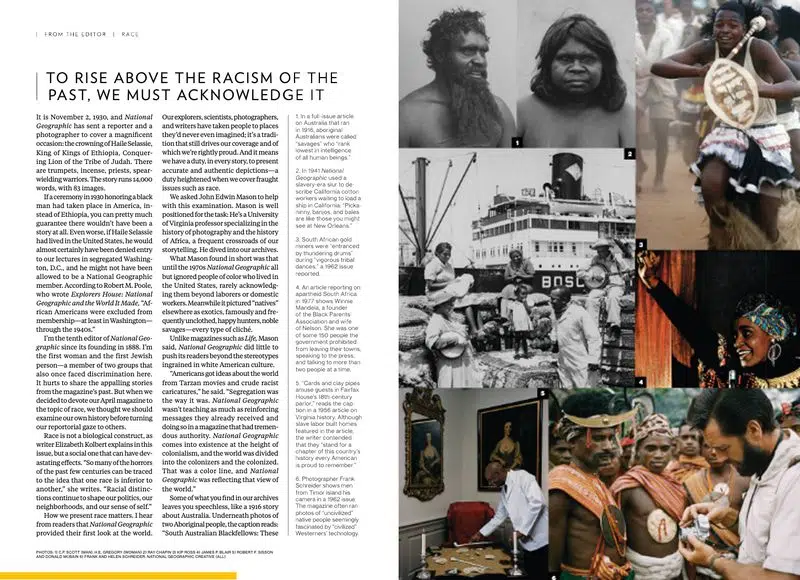 | FROM THE EDITOR | RACE
TO RISE ABOVE THE RACISM OF THE
PAST, WE MUST ACKNOWLEDGE IT
It is November 2, 1930, and National
Geographic has sent a reporter and a
photographer to cover a magnificent
occasion: the crowning of Haile Selassie,
King of Kings of Ethiopia, Conquer-
ing Lion of the Tribe of Judah. There
are trumpets, incense, priests, spear-
wielding warriors. The story runs 14,000
words, with 83 images.
If a ceremony in 1930 honoring a black
man had taken place in America, in-
stead of Ethiopia, you can pretty much
guarantee there wouldn't have been a
story at all. Even worse, if Haile Selassie
had lived in the United States, he would
almost certainly have been denied entry
to our lectures in segregated Washing-
ton, D.C., and he might not have been
allowed to be a National Geographic
member. According to Robert M. Poole,
who wrote Explorers House: National
Geographic and the World It Made, "Af-
rican Americans were excluded from
membership—at least in Washington—
through the 1940s."
I'm the tenth editor of National Geo-
graphic since its founding in 1888. I'm
the first woman and the first Jewish
person—a member of two groups that
also once faced discrimination here.
It hurts to share the appalling stories
from the magazine's past. But when we
decided to devote our April magazine to
the topic of race, we thought we should
examine our own history before turning
our reportorial gaze to others.
Race is not a biological construct, as
writer Elizabeth Kolbert explains in this
issue, but a social one that can have dev-
astating effects. "So many of the horrors
of the past few centuries can be traced
to the idea that one race is inferior to
another," she writes. "Racial distinc-
tions continue to shape our politics, our
neighborhoods, and our sense of self."
How we present race matters. I hear
from readers that National Geographic
provided their first look at the world.
Our explorers, scientists, photographers,
and writers have taken people to places
they'd never even imagined; it's a tradi-
tion that still drives our coverage and of
which we're rightly proud. And it means
we have a duty, in every story, to present
accurate and authentic depictions—a
duty heightened when we cover fraught
issues such as race.
We asked John Edwin Mason to help
with this examination. Mason is well
positioned for the task: He's a University
of Virginia professor specializing in the
history of photography and the history
of Africa, a frequent crossroads of our
storytelling. He dived into our archives.
What Mason found in short was that
until the 1970s National Geographic all
but ignored people of color who lived in
the United States, rarely acknowledg-
ing them beyond laborers or domestic
workers. Meanwhile it pictured "natives"
elsewhere as exotics, famously and fre-
quently unclothed, happy hunters, noble
savages—every type of cliché.
Unlike magazines such as Life, Mason
said, National Geographic did little to
push its readers beyond the stereotypes
ingrained in white American culture.
"Americans got ideas about the world
from Tarzan movies and crude racist
caricatures," he said. "Segregation was
the way it was. National Geographic
wasn't teaching as much as reinforcing
messages they already received and
doing so in a magazine that had tremen-
dous authority. National Geographic
comes into existence at the height of
colonialism, and the world was divided
into the colonizers and the colonized.
That was a color line, and National
Geographic was reflecting that view of
the world."
Some of what you find in our archives
leaves you speechless, like a 1916 story
about Australia. Underneath photos of
two Aboriginal people, the caption reads:
"South Australian Blackfellows: These
1. In a full-issue article
on Australia that ran
in 1916, aboriginal
Australians were called
"savages" who "rank
lowest in intelligence
of all human beings."
2. In 1941 National
Geographic used a
slavery-era slur to de-
scribe California cotton
workers waiting to load a
ship in California: "Picka-
ninny, banjos, and bales
are like those you might
see at New Orleans."
3. South African gold
miners were "entranced
by thundering drums"
during "vigorous tribal
dances," a 1962 issue
reported.
4. An article reporting on
apartheid South Africa
in 1977 shows Winnie
Mandela, a founder
of the Black Parents'
Association and wife
of Nelson. She was one
of some 150 people the
government prohibited
from leaving their towns,
speaking to the press,
and talking to more than
two people at a time.
5. "Cards and clay pipes
amuse guests in Fairfax
House's 18th-century
parlor," reads the cap-
tion in a 1956 article on
Virginia history. Although
slave labor built homes
featured in the article,
the writer contended
that they "stand for a
chapter of this country's
history every American
is proud to remember."
6. Photographer Frank
Schreider shows men
from Timor island his
camera in a 1962 issue.
The magazine often ran
photos of "uncivilized"
native people seemingly
fascinated by "civilized"
Westerners' technology.
PHOTOS: 1) C.P. SCOTT (MAN); H.E. GREGORY (WOMAN) 2) RAY CHAPIN 3) KIP ROSS 4) JAMES P. BLAIR 5) ROBERT F. SISSON
AND DONALD MCBAIN 6) FRANK AND HELEN SCHREIDER, NATIONAL GEOGRAPHIC CREATIVE (ALL)
1
2
3
4
5
6
BOSC